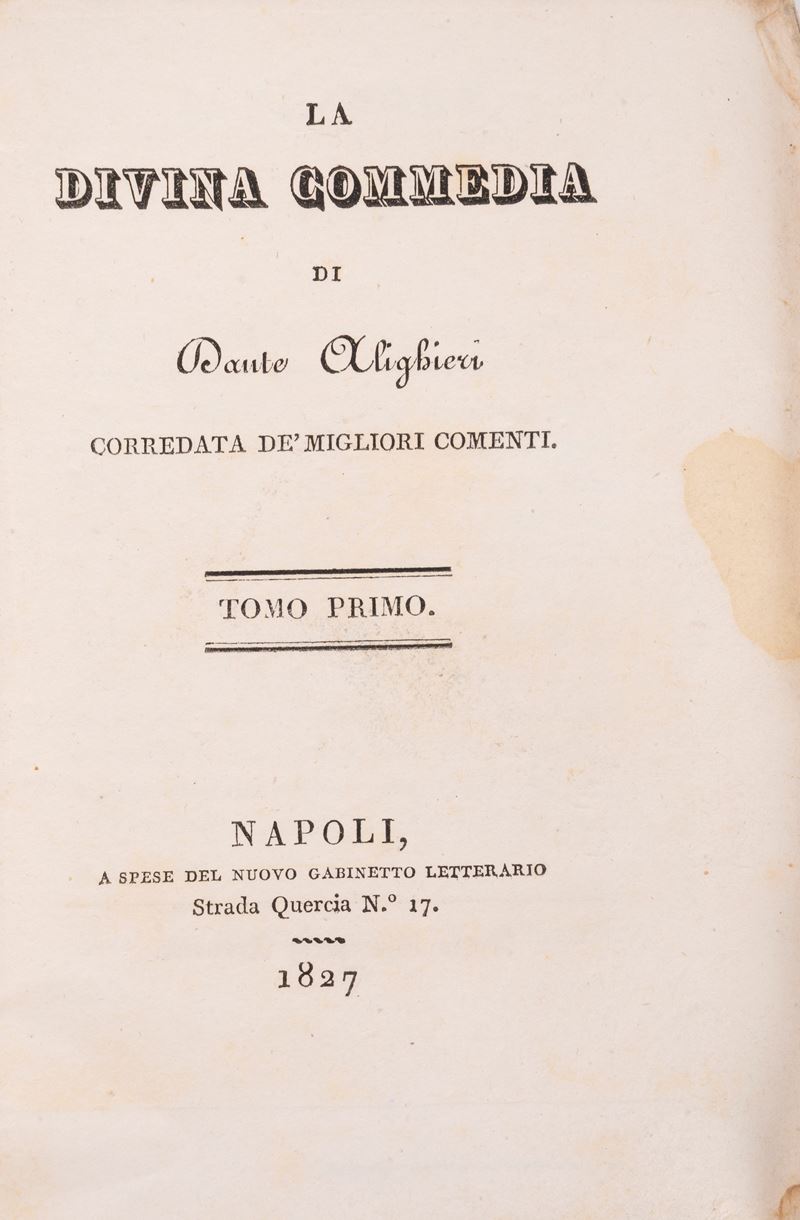 LA
DIVINA COMMEDIA
DI
Dante Alighieri
CORREDATA DE' MIGLIORI COMENTI.
TOMO PRIMO.
NAPOLI,
A SPESE DEL NUOVO GABINETTO LETTERARIO
Strada Quercia N.º 17.
1827